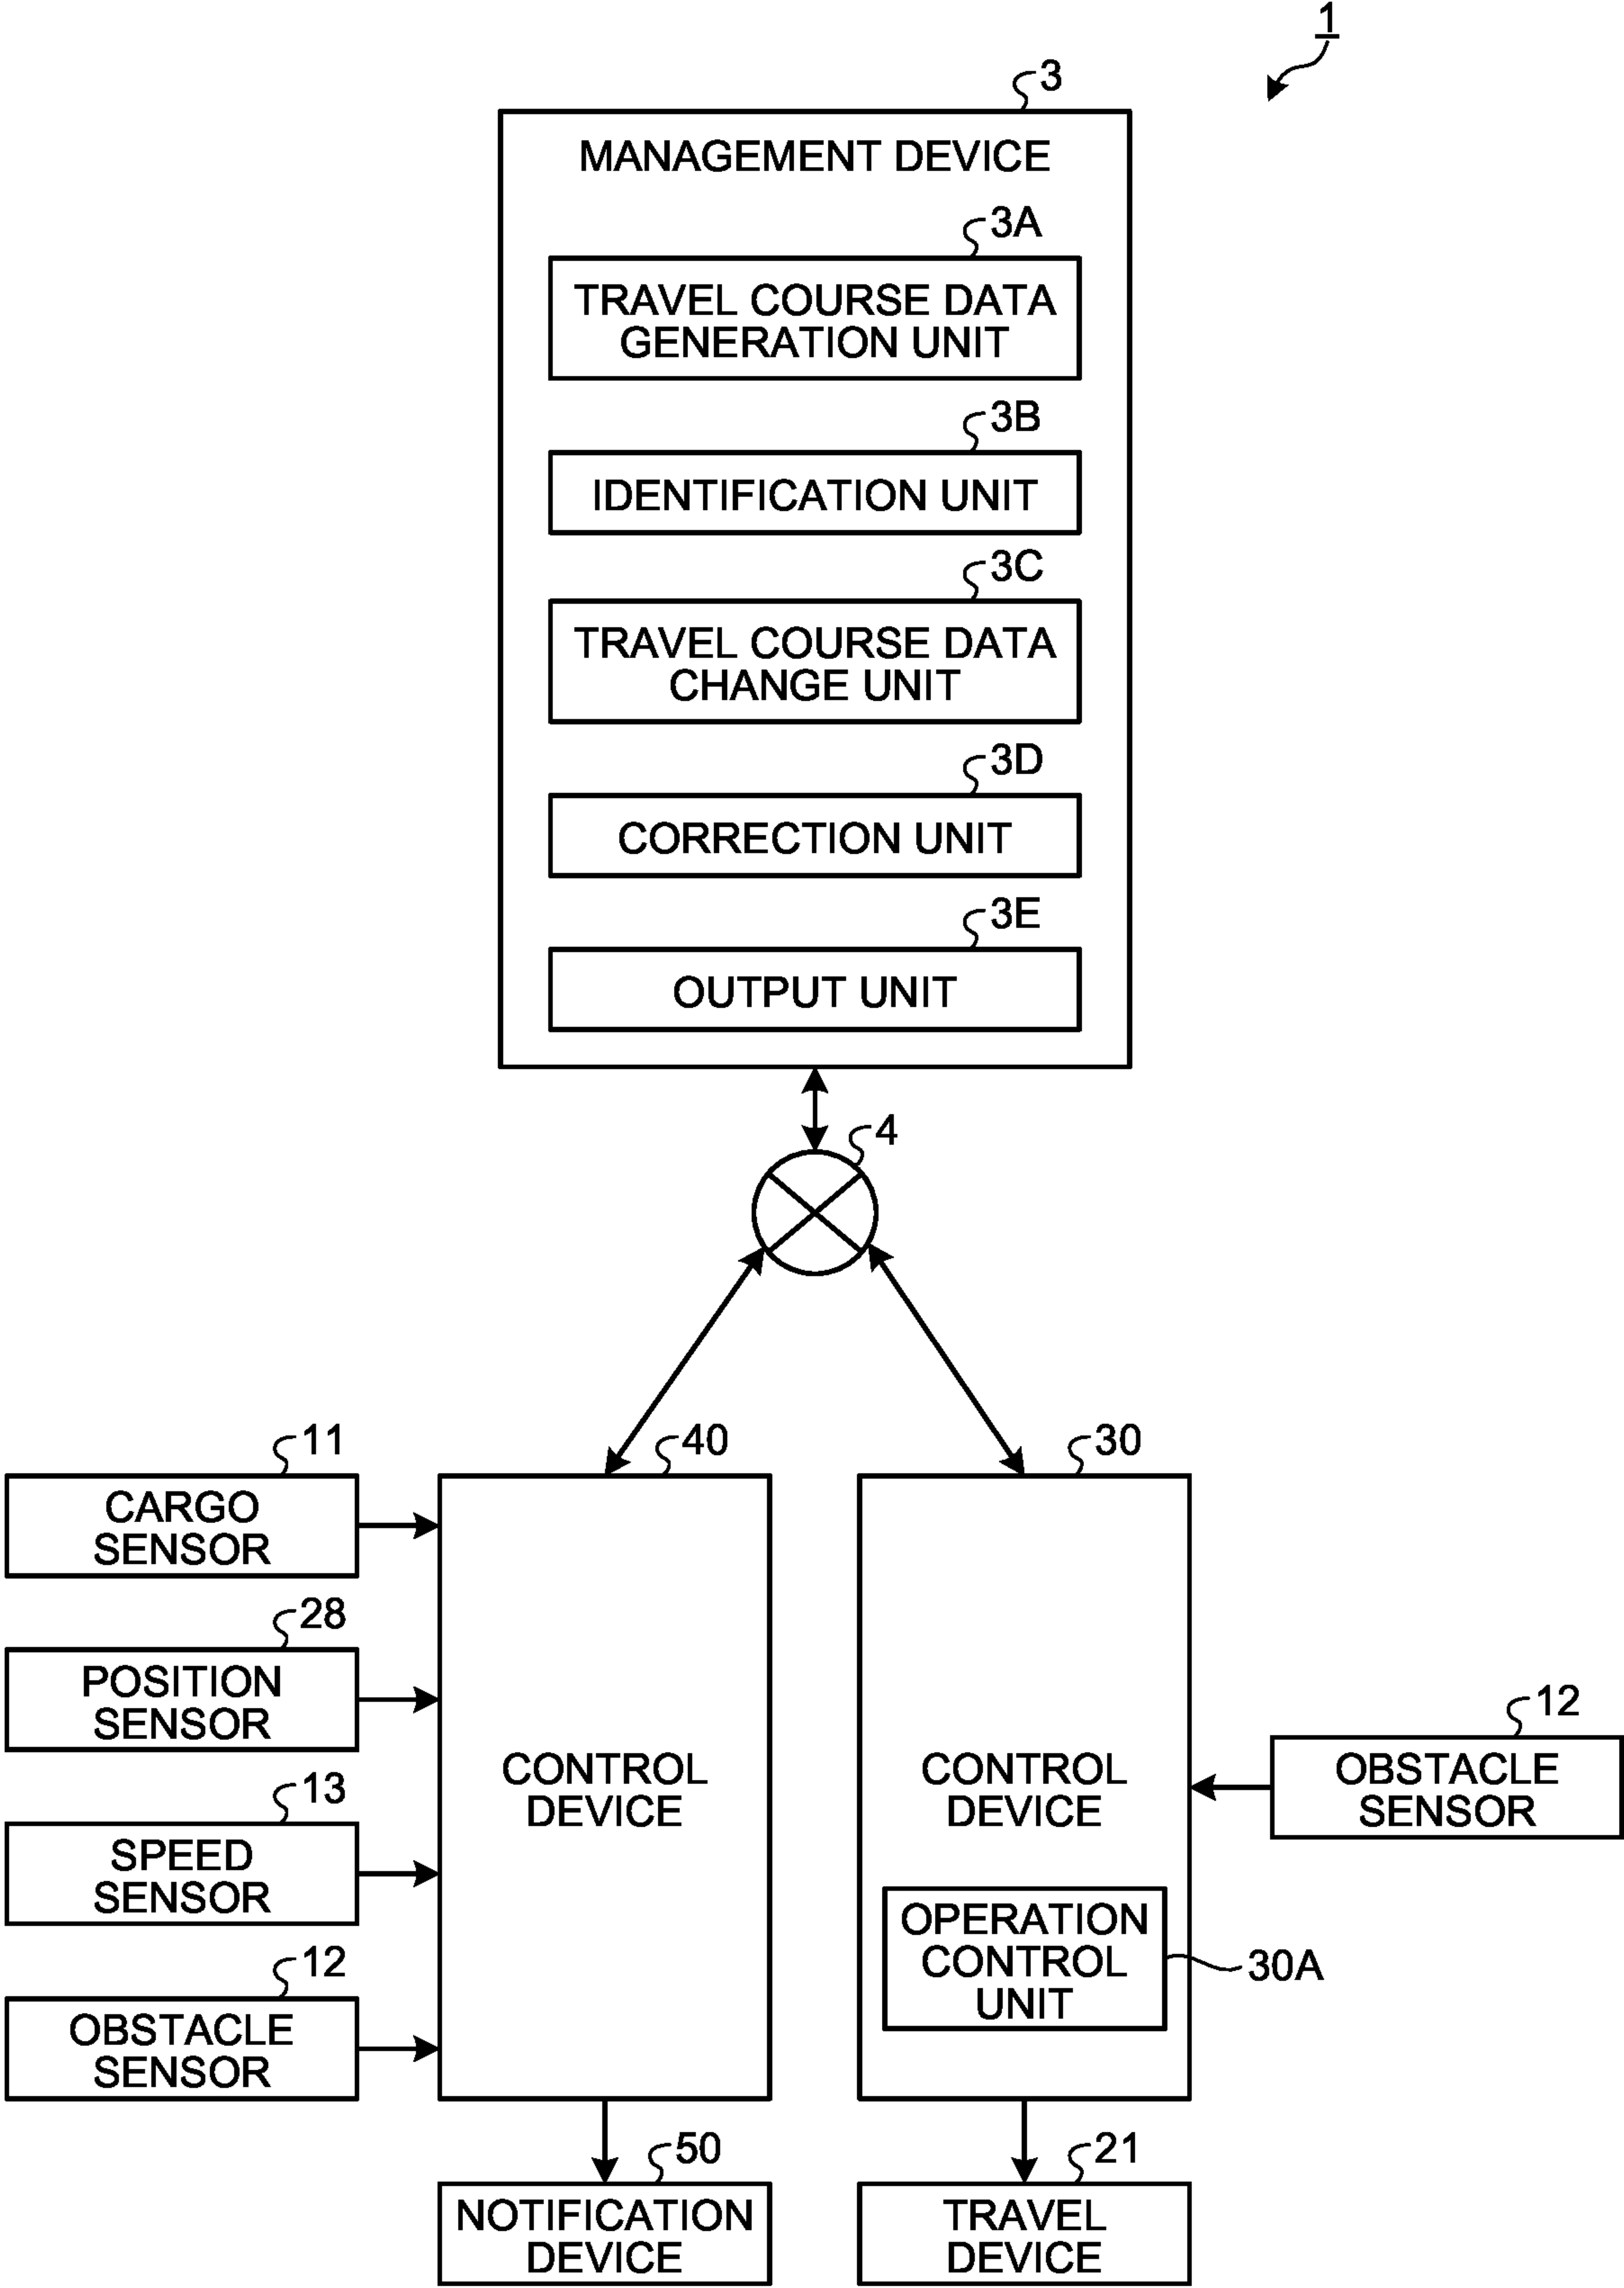 1
3
MANAGEMENT DEVICE
3A
TRAVEL COURSE DATA
GENERATION UNIT
3B
IDENTIFICATION UNIT
3C
TRAVEL COURSE DATA
CHANGE UNIT
3D
CORRECTION UNIT
3E
OUTPUT UNIT
4
11
CARGO
SENSOR
28
POSITION
SENSOR
13
SPEED
SENSOR
12
OBSTACLE
SENSOR
40
CONTROL
DEVICE
50
NOTIFICATION
DEVICE
30
CONTROL
DEVICE
OPERATION
CONTROL
UNIT
30A
12
OBSTACLE
SENSOR
21
TRAVEL
DEVICE